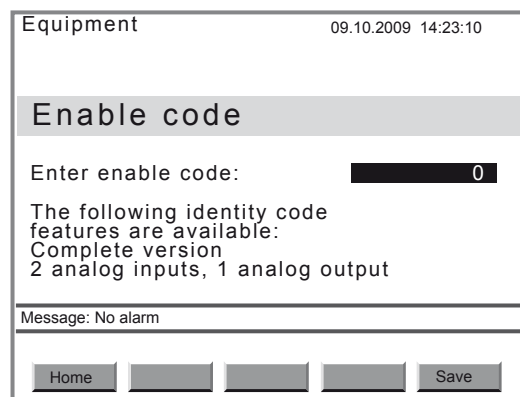 Equipment 09.10.2009 14:23:10
Enable code
Enter enable code: 0
The following identity code
features are available:
Complete version
2 analog inputs, 1 analog output
Message: No alarm
Home Save